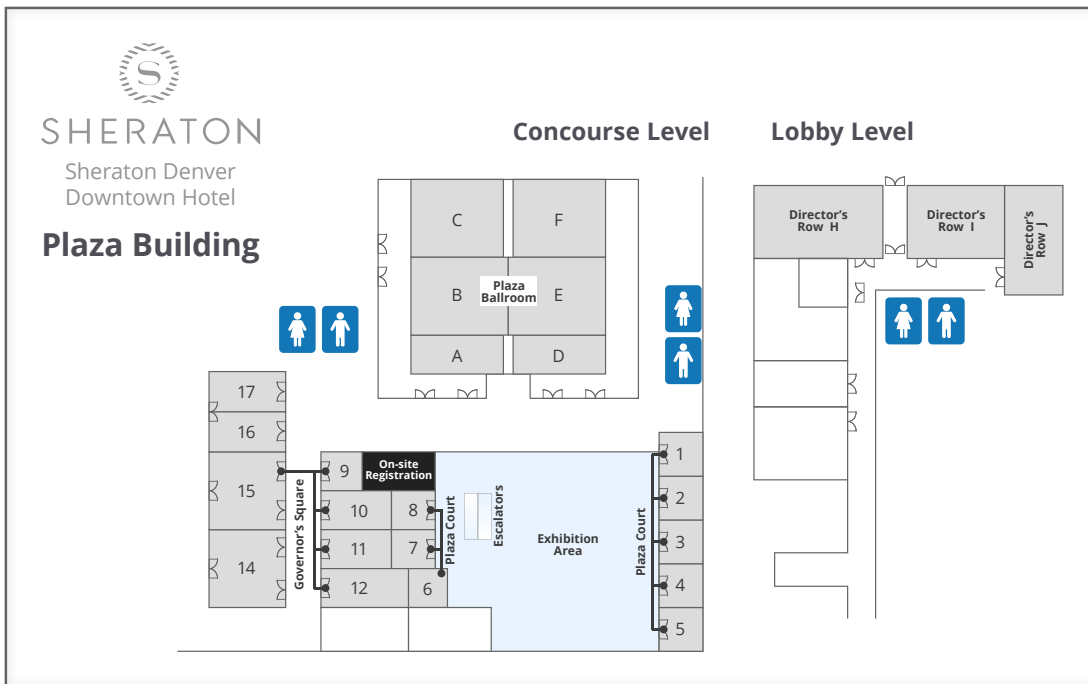 S
SHERATON
Sheraton Denver
Downtown Hotel
Plaza Building
Concourse Level
Lobby Level
C
F
B
Plaza
Ballroom
E
A
D
Director's
Row H
Director's
Row I
Director's
Row J
17
16
15
14
Governor's Square
9
On-site
Registration
10
8
11
7
12
6
Plaza Court
Escalators
Exhibition
Area
Plaza Court
1
2
3
4
5